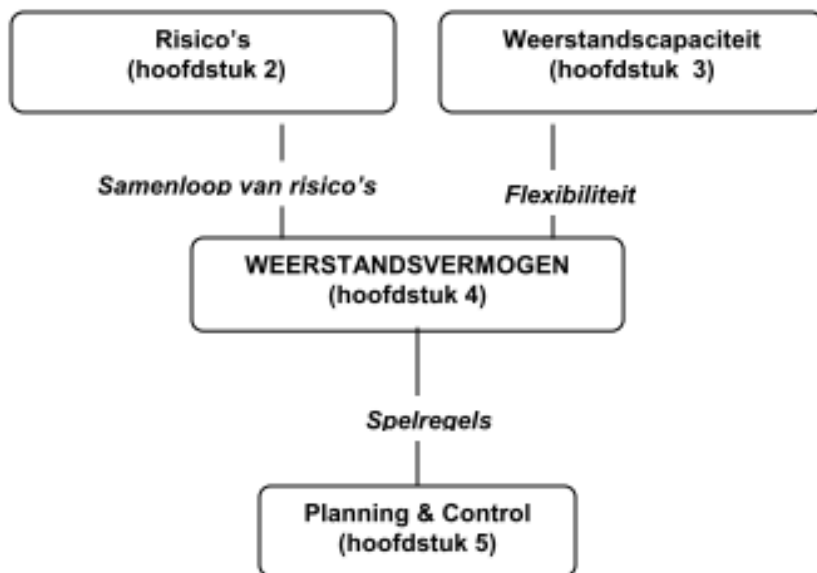 Risico's
(hoofdstuk 2)
Weerstandscapaciteit
(hoofdstuk 3)
Samenloop van risico's
Flexibiliteit
WEERSTANDSVERMOGEN
(hoofdstuk 4)
Spelregels
Planning & Control
(hoofdstuk 5)